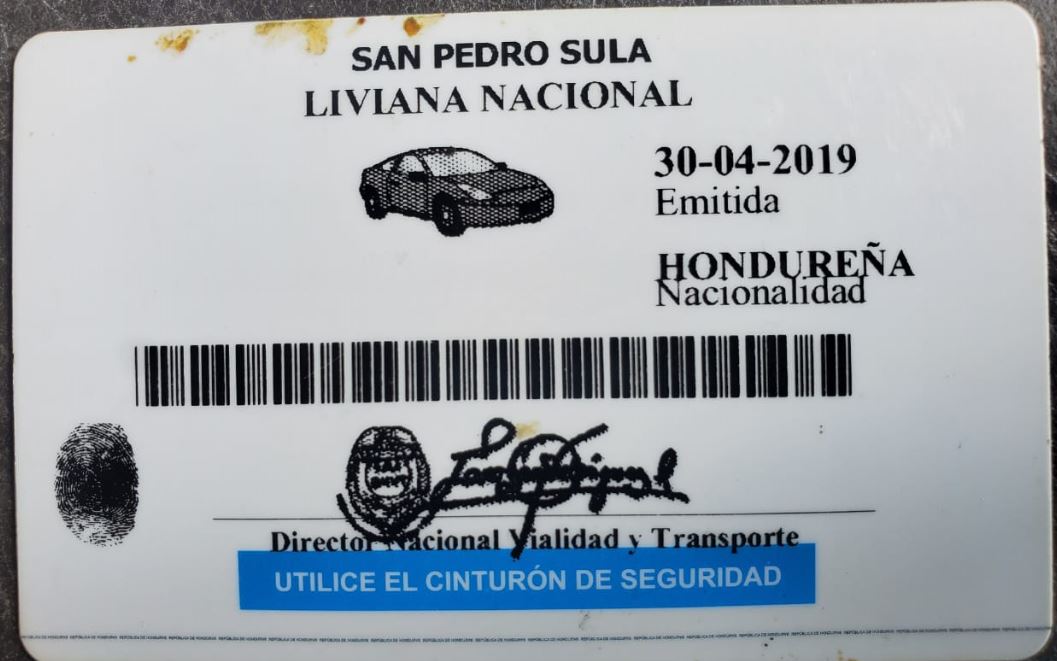 SAN PEDRO SULA
LIVIANA NACIONAL
30-04-2019
Emitida
HONDUREÑA
Nacionalidad
Director Nacional Vialidad y Transporte
UTILICE EL CINTURÓN DE SEGURIDAD